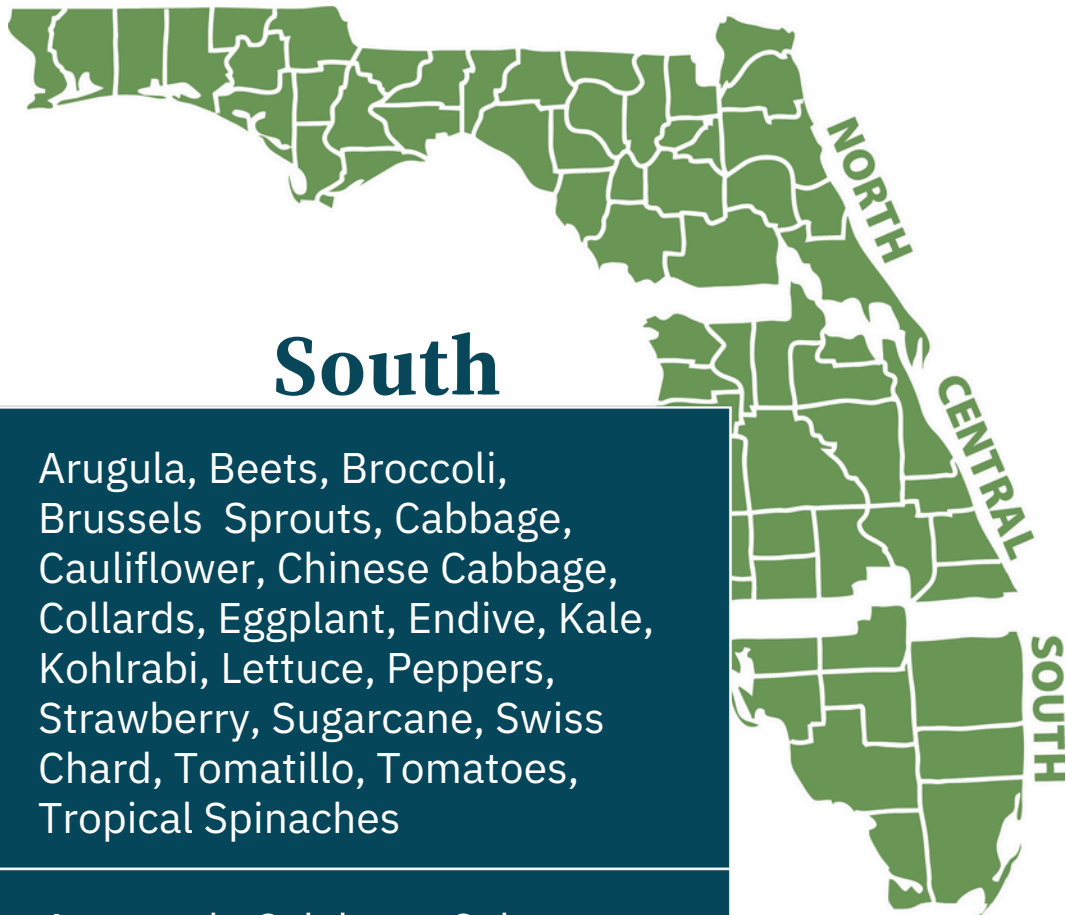 NORTH
South
CENTRAL
Arugula, Beets, Broccoli,
Brussels  Sprouts, Cabbage,
Cauliflower, Chinese Cabbage,
Collards, Eggplant, Endive, Kale,
Kohlrabi, Lettuce, Peppers,
Strawberry, Sugarcane, Swiss
Chard, Tomatillo, Tomatoes,
Tropical Spinaches
SOUTH